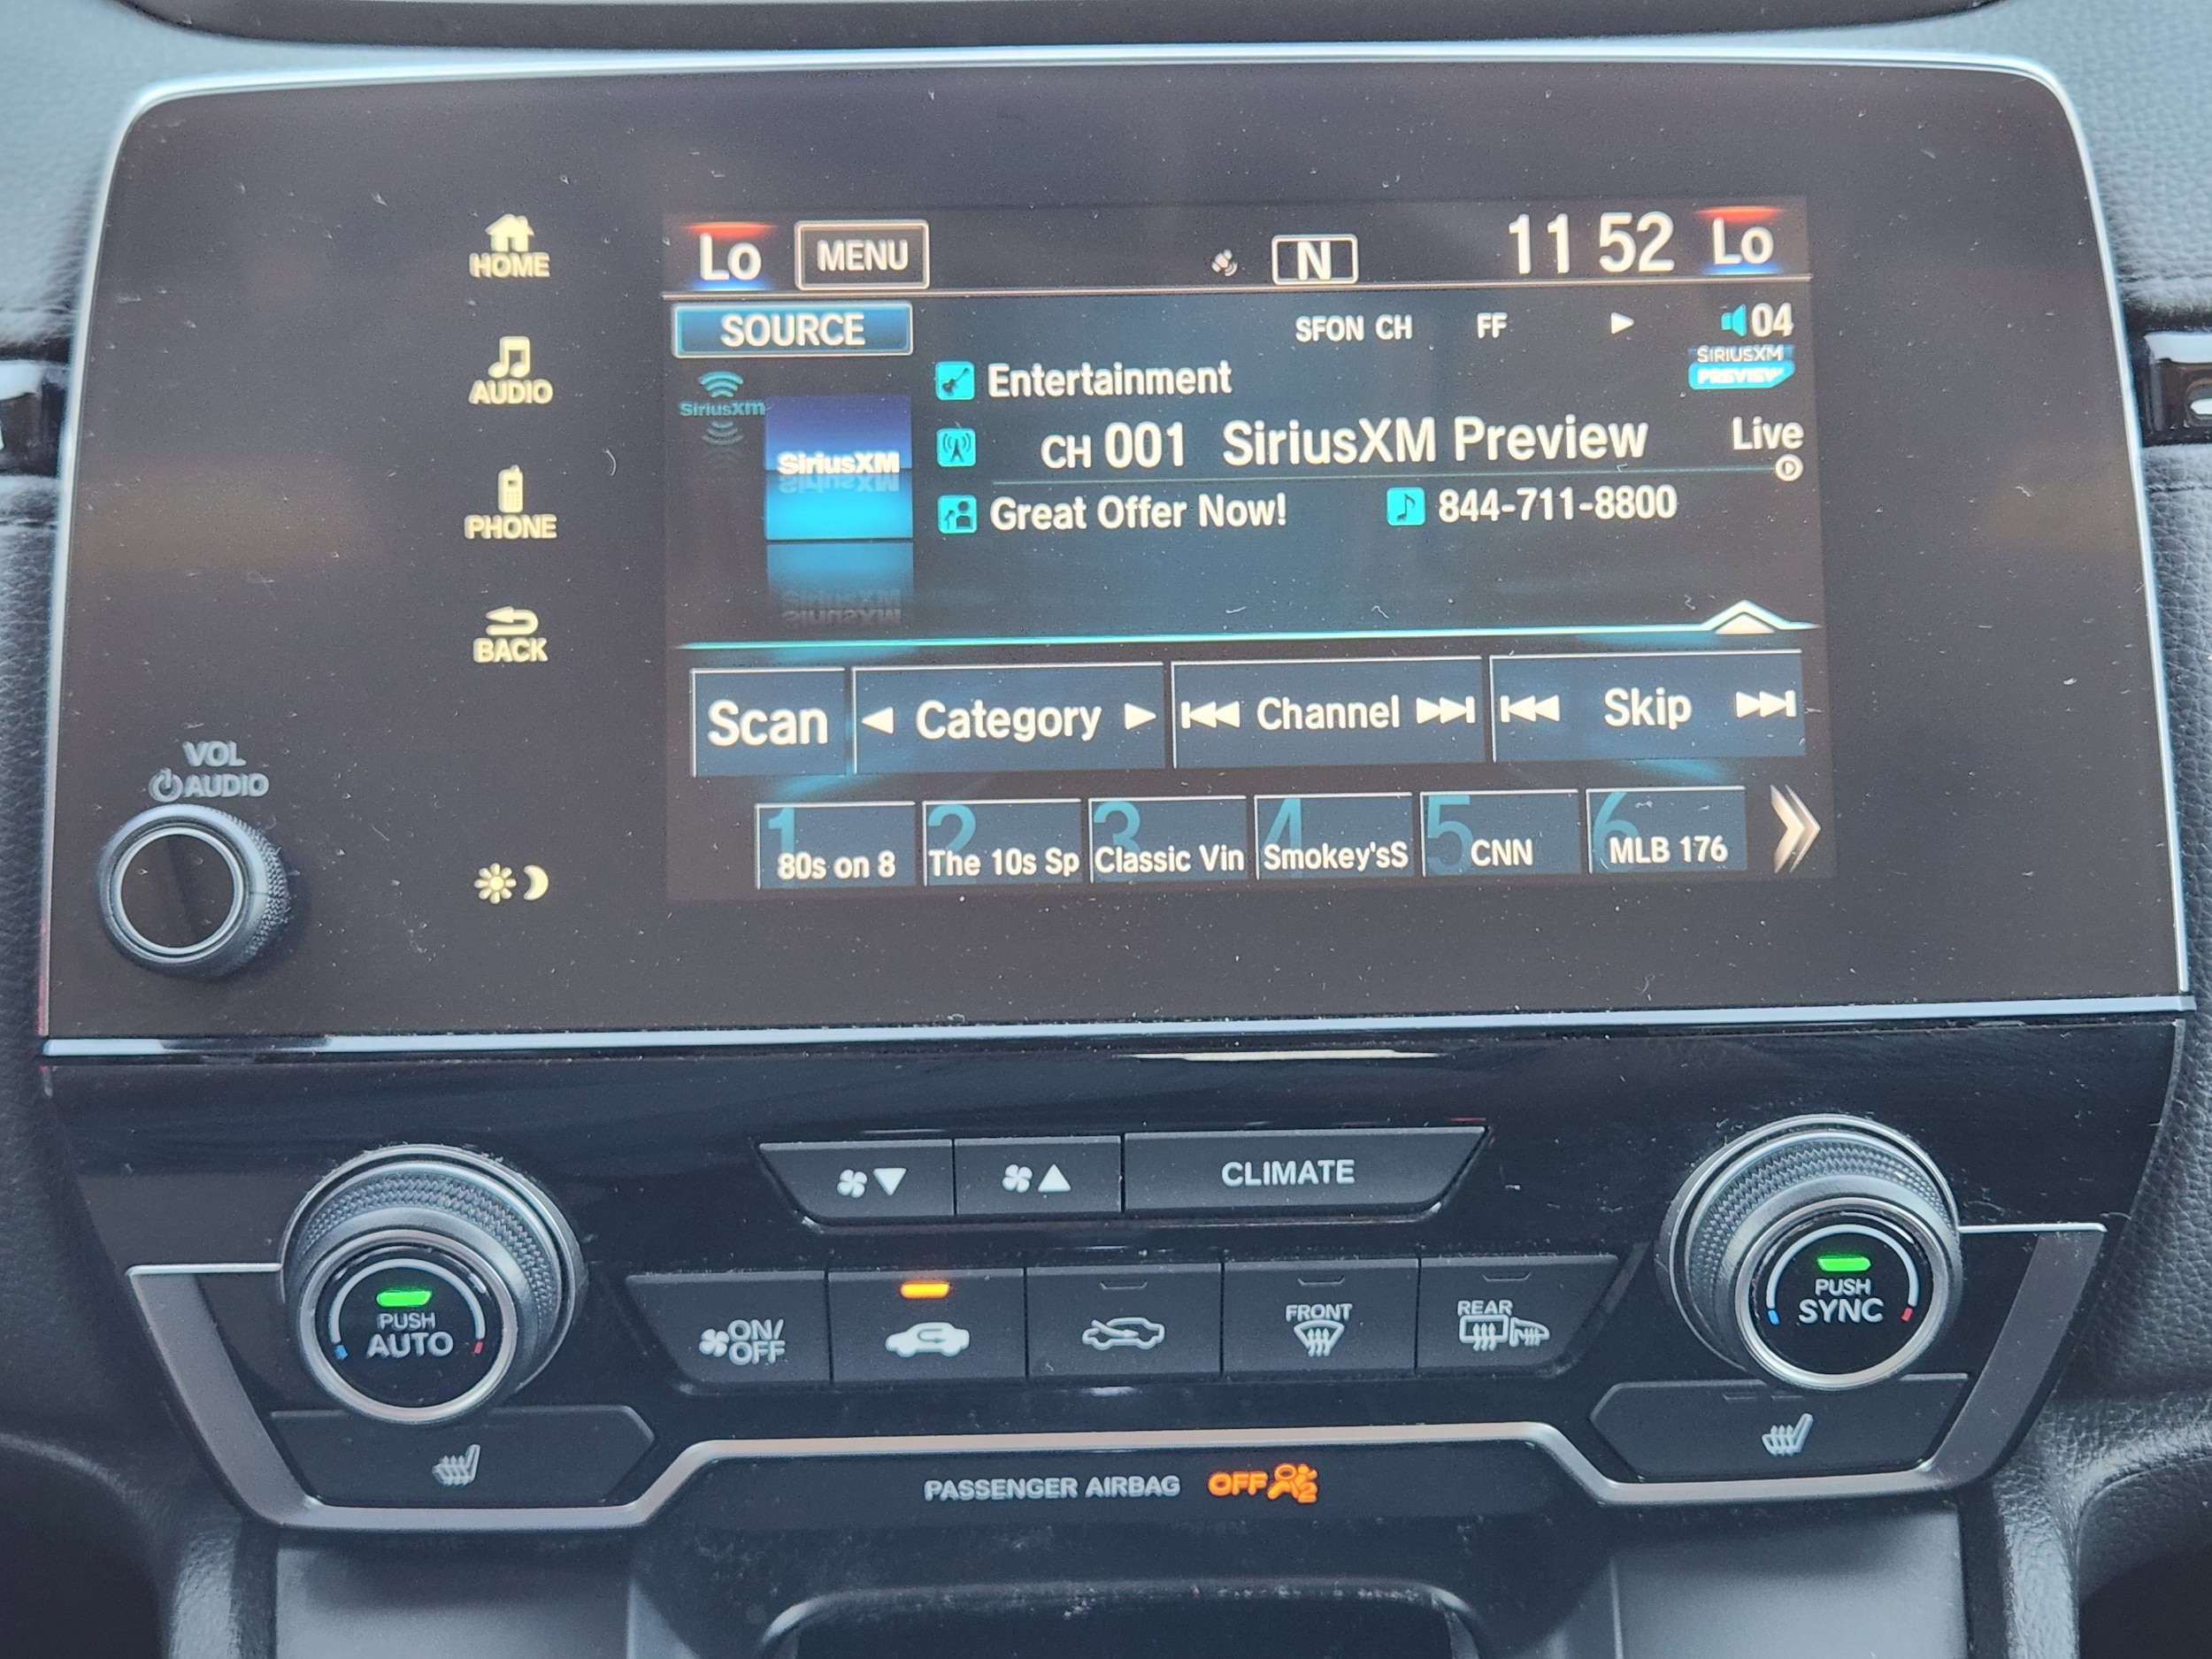 Lo MENU N 11 52 Lo
HOME
SOURCE SFON CH FF 04
SIRIUSXM
PREVIEW
AUDIO
SiriusXM
SiriusXM
Entertainment
CH 001 SiriusXM Preview Live
Great Offer Now! 844-711-8800
PHONE
BACK
Scan Category Channel Skip
VOL
AUDIO
1 80s on 8
2 The 10s Sp
3 Classic Vin
4 Smokey'sS
5 CNN
6 MLB 176
CLIMATE
PUSH
AUTO
ON/
OFF
FRONT
REAR
PUSH
SYNC
PASSENGER AIRBAG OFF 2